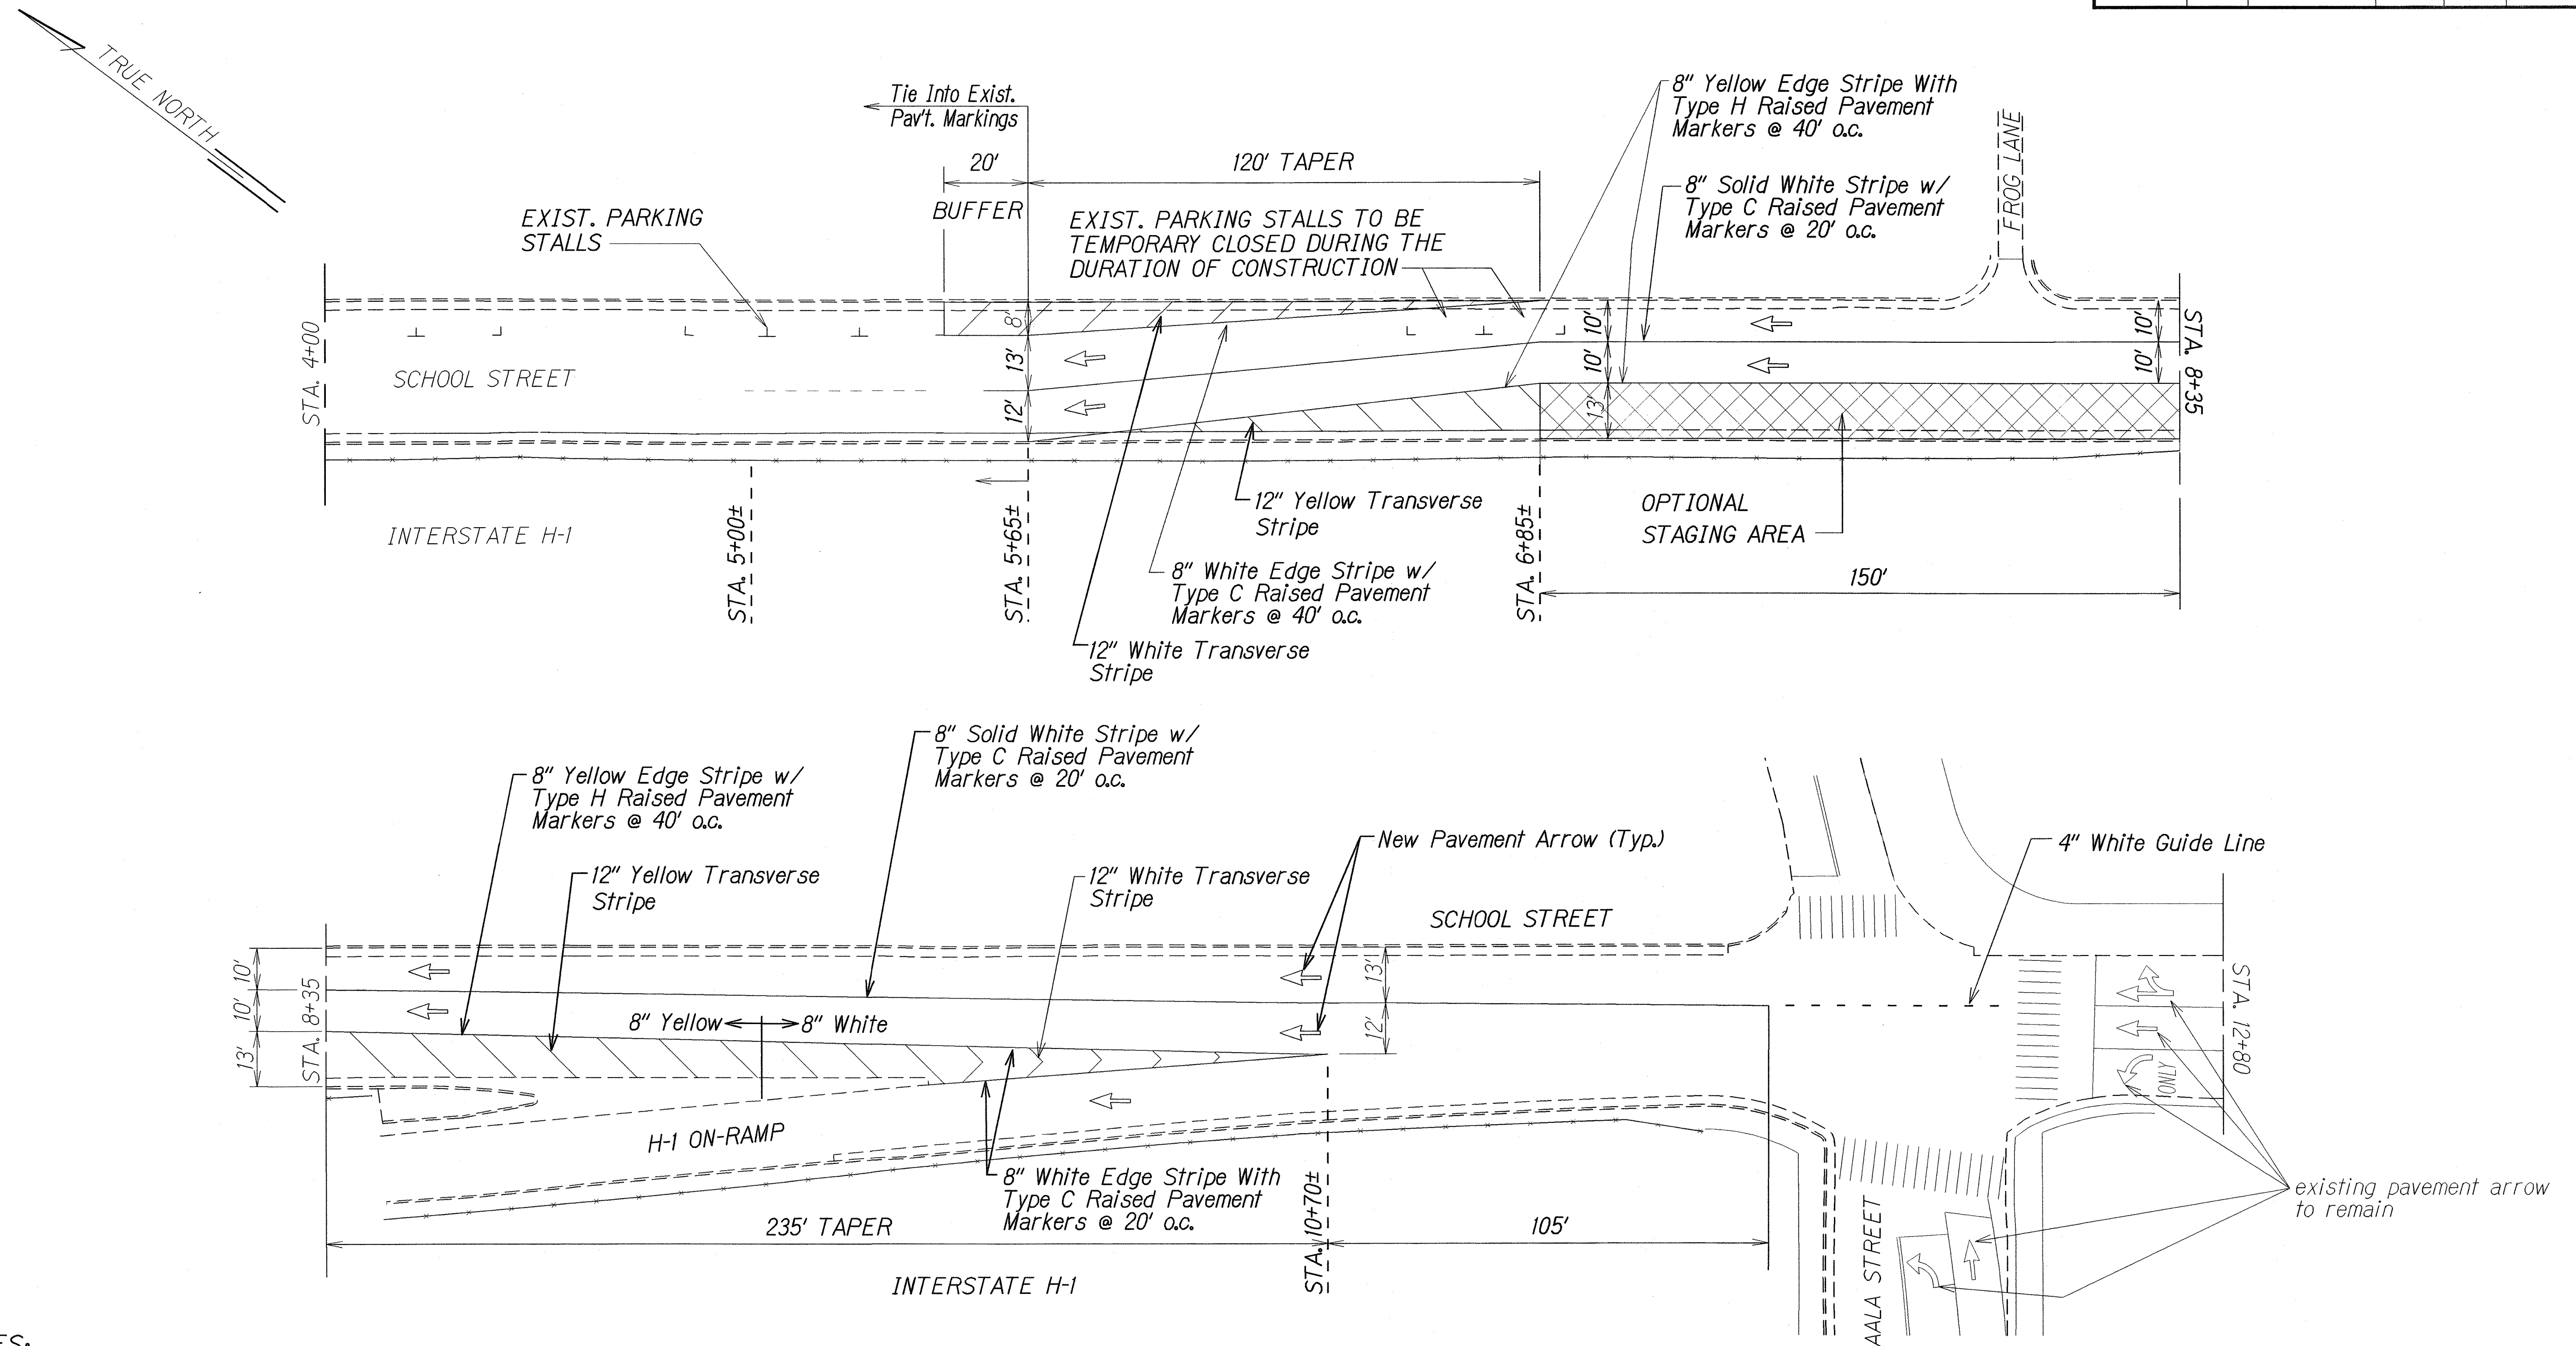 TRUE NORTH
Tie Into Exist.
Pav't. Markings
20'
120' TAPER
BUFFER
EXIST. PARKING
STALLS
EXIST. PARKING STALLS TO BE
TEMPORARY CLOSED DURING THE
DURATION OF CONSTRUCTION
8" Yellow Edge Stripe With
Type H Raised Pavement
Markers @ 40' o.c.
8" Solid White Stripe w/
Type C Raised Pavement
Markers @ 20' o.c.
FROG LANE
STA. 4+00
SCHOOL STREET
8'
13'
12'
10'
10'
13'
10'
10'
STA. 8+35
INTERSTATE H-1
STA. 5+00±
STA. 5+65±
12" Yellow Transverse
Stripe
8" White Edge Stripe w/
Type C Raised Pavement
Markers @ 40' o.c.
12" White Transverse
Stripe
STA. 6+85±
OPTIONAL
STAGING AREA
150'
8" Solid White Stripe w/
Type C Raised Pavement
Markers @ 20' o.c.
8" Yellow Edge Stripe w/
Type H Raised Pavement
Markers @ 40' o.c.
12" Yellow Transverse
Stripe
12" White Transverse
Stripe
New Pavement Arrow (Typ.)
4" White Guide Line
SCHOOL STREET
10'
10'
13'
STA. 8+35
8" Yellow
8" White
13'
12'
ONLY
STA. 12+80
H-1 ON-RAMP
8" White Edge Stripe With
Type C Raised Pavement
Markers @ 20' o.c.
235' TAPER
STA. 10+70±
105'
INTERSTATE H-1
AALA STREET
existing pavement arrow
to remain
ES: